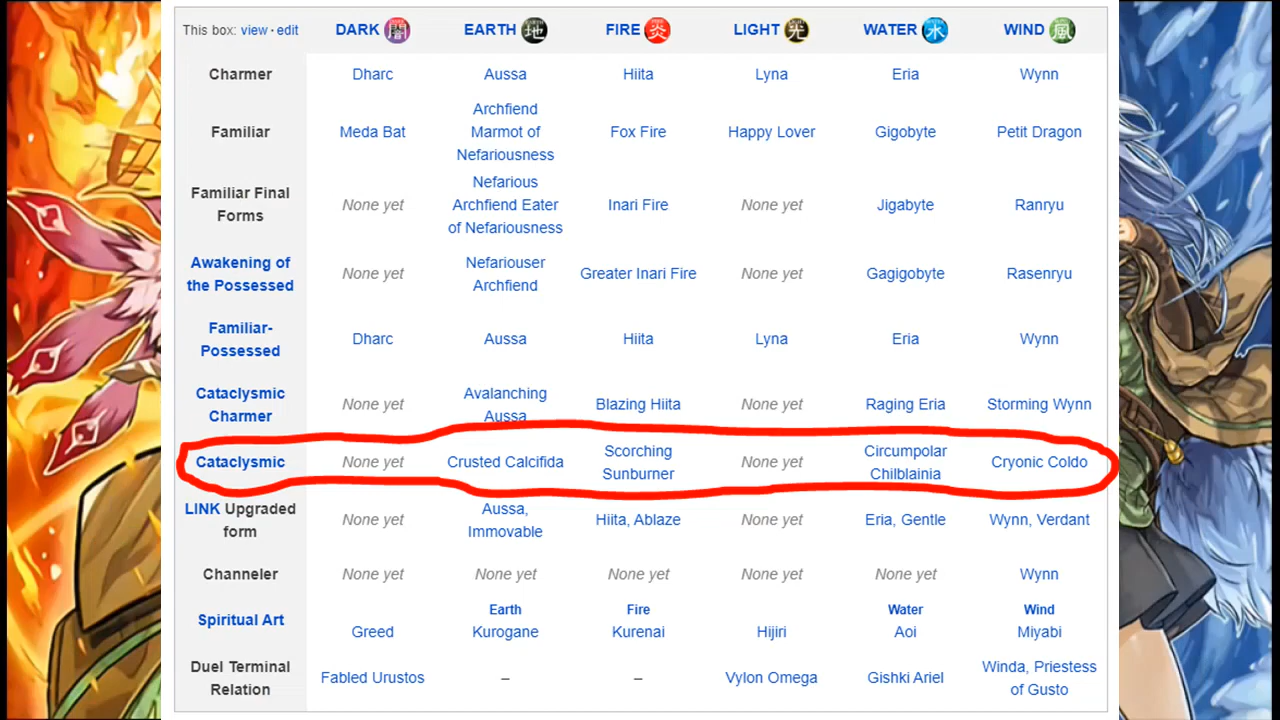 This box: view · edit DARK 闇 EARTH 地 FIRE 炎 LIGHT 光 WATER 水 WIND 風
Charmer Dharc Aussa Hiita Lyna Eria Wynn
Familiar Meda Bat Archfiend Marmot of Nefariousness Fox Fire Happy Lover Gigobyte Petit Dragon
Familiar Final Forms None yet Nefarious Archfiend Eater of Nefariousness Inari Fire None yet Jigabyte Ranryu
Awakening of the Possessed None yet Nefariouser Archfiend Greater Inari Fire None yet Gagigobyte Rasenryu
Familiar-Possessed Dharc Aussa Hiita Lyna Eria Wynn
Cataclysmic Charmer None yet Avalanching Aussa Blazing Hiita None yet Raging Eria Storming Wynn
Cataclysmic None yet Crusted Calcifida Scorching Sunburner None yet Circumpolar Chilblainia Cryonic Coldo
LINK Upgraded form None yet Aussa, Immovable Hiita, Ablaze None yet Eria, Gentle Wynn, Verdant
Channeler None yet None yet None yet None yet None yet Wynn
Spiritual Art Greed Earth Kurogane Fire Kurenai Hijiri Water Aoi Wind Miyabi
Duel Terminal Relation Fabled Urustos – – Vylon Omega Gishki Ariel Winda, Priestess of Gusto